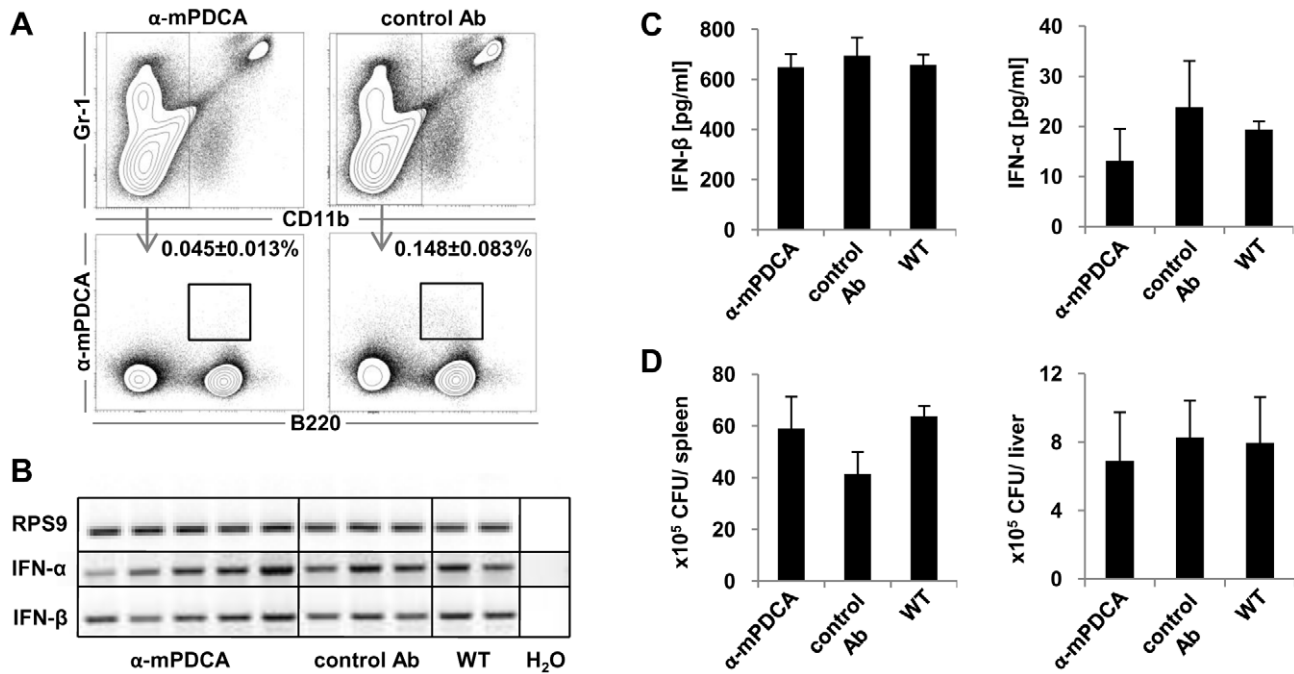 A
α-mPDCA
control Ab
Gr-1
CD11b
0.045±0.013%
0.148±0.083%
α-mPDCA
B220
B
RPS9
IFN-α
IFN-β
α-mPDCA
control Ab
WT
H₂O
C
IFN-β [pg/ml]
800
600
400
200
0
α-mPDCA
control
Ab
WT
IFN-α [pg/ml]
40
30
20
10
0
α-mPDCA
control
Ab
WT
D
x10⁵ CFU/ spleen
80
60
40
20
0
α-mPDCA
control
Ab
WT
x10⁵ CFU/ liver
12
8
4
0
α-mPDCA
control
Ab
WT